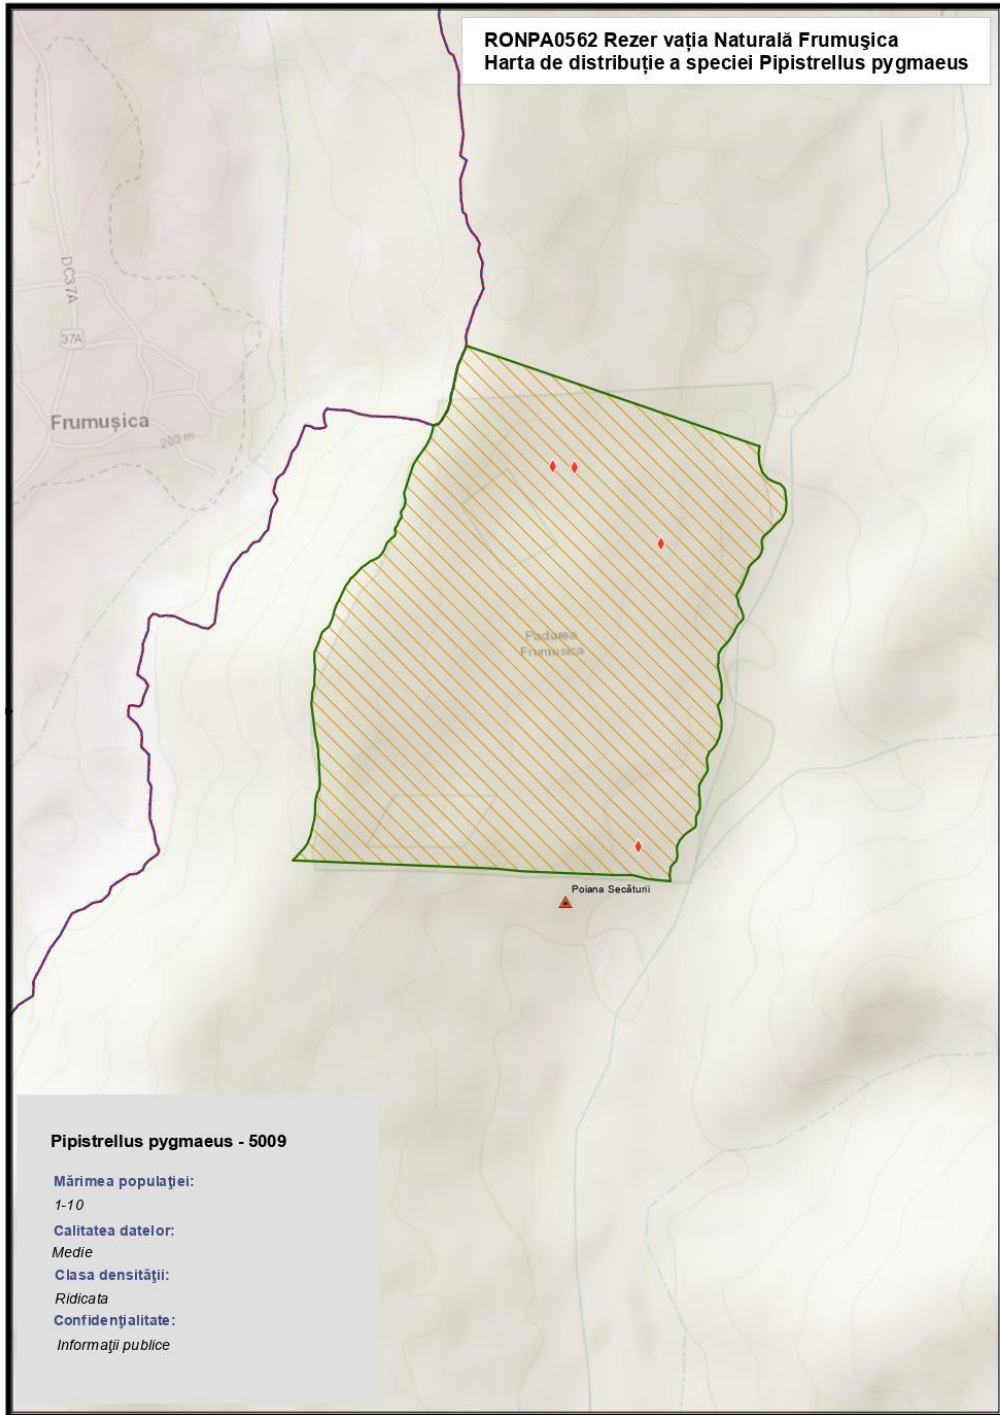 RONPA0562 Rezer vația Naturală Frumuşica
Harta de distribuție a speciei Pipistrellus pygmaeus
DC37A
37A
Frumușica
200 m
Padurea
Frumusica
Poiana Secăturii
Pipistrellus pygmaeus - 5009
Mărimea populaţiei:
1-10
Calitatea datelor:
Medie
Clasa densităţii:
Ridicata
Confidenţialitate:
Informaţii publice